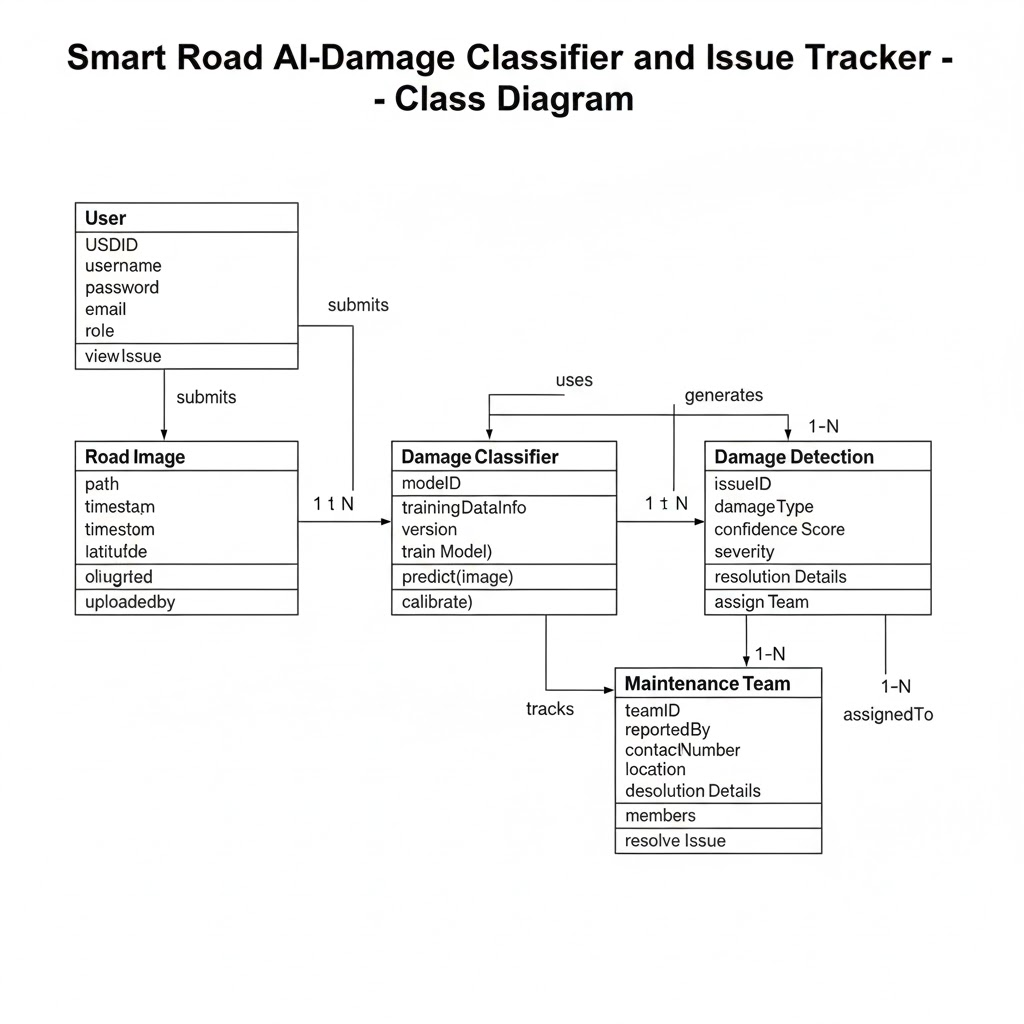 Smart Road AI-Damage Classifier and Issue Tracker -
- Class Diagram
User
USDID
username
password
email
role
viewIssue
submits
submits
Road Image
path
timestam
timestom
latitufde
oliugrted
uploadedby
1 t N
uses
generates
1-N
Damage Classifier
modelD
trainingDataInfo
version
train Model)
predict(image)
calibrate)
1 t N
Damage Detection
issueID
damageType
confidence Score
severity
resolution Details
assign Team
tracks
1-N
1-N
assignedTo
Maintenance Team
teamID
reportedBy
contactNumber
location
desolution Details
members
resolve Issue